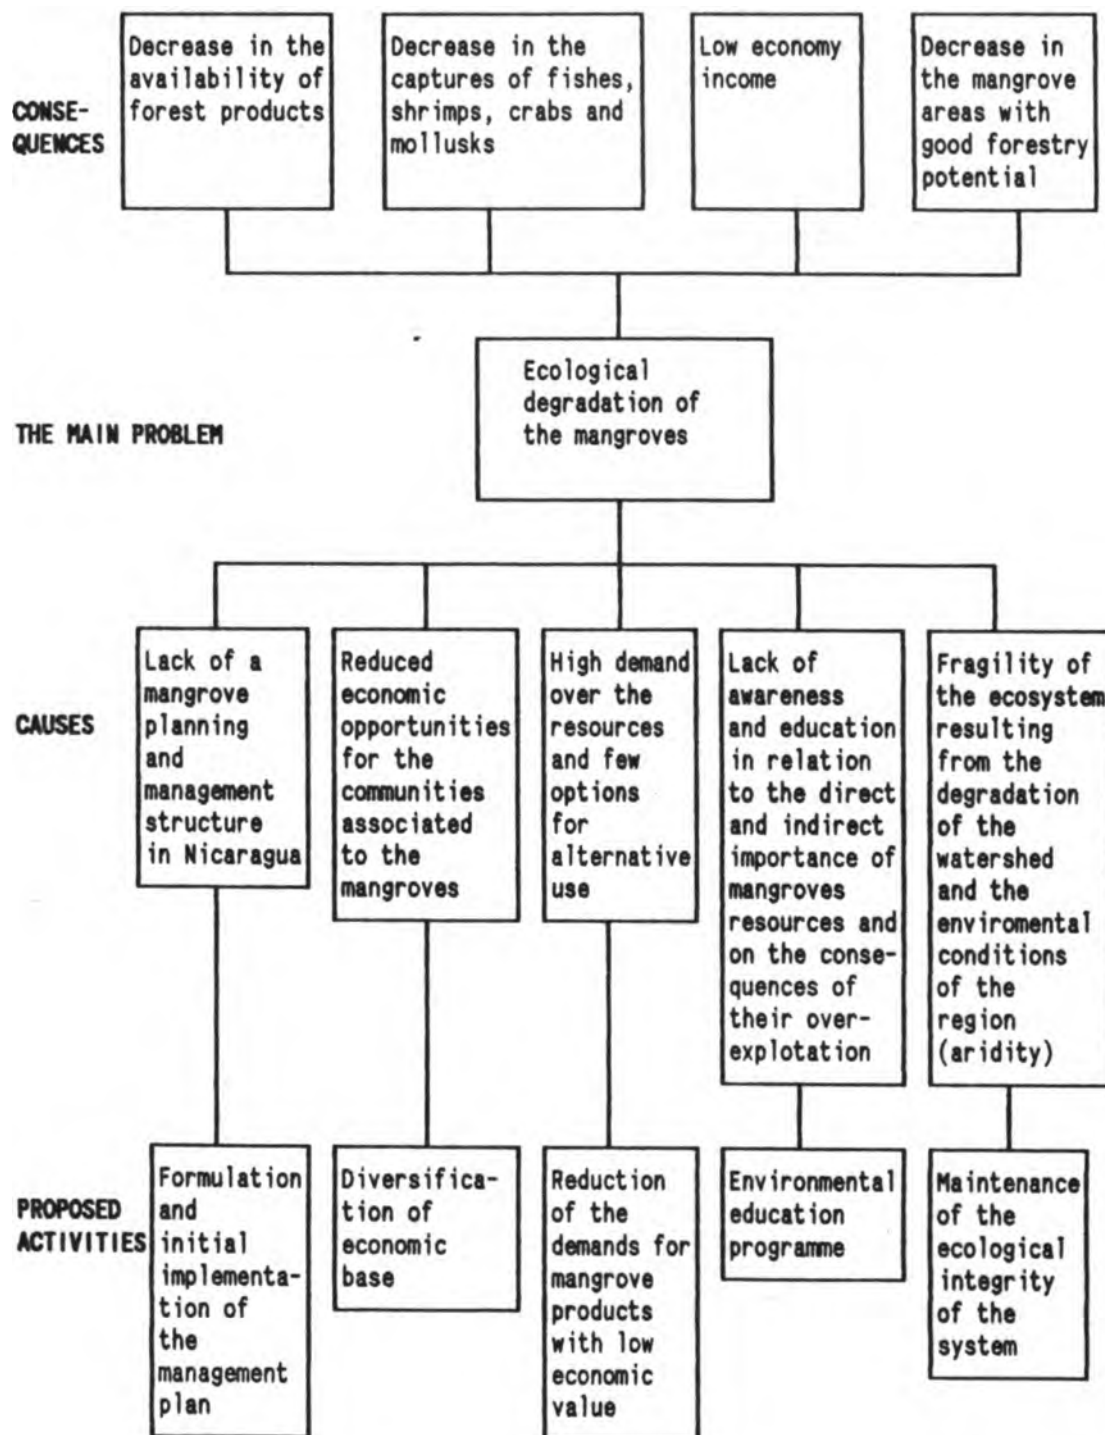 CONSE-
QUENCES
Decrease in the
availability of
forest products
Decrease in the
captures of fishes,
shrimps, crabs and
mollusks
Low economy
income
Decrease in
the mangrove
areas with
good forestry
potential
THE MAIN PROBLEM
Ecological
degradation of
the mangroves
CAUSES
Lack of a
mangrove
planning
and
management
structure
in Nicaragua
Reduced
economic
opportunities
for the
communities
associated
to the
mangroves
High demand
over the
resources
and few
options
for
alternative
use
Lack of
awareness
and education
in relation
to the direct
and indirect
importance of
mangroves
resources and
on the conse-
quences of
their over-
explotation
Fragility of
the ecosystem
resulting
from the
degradation
of the
watershed
and the
enviromental
conditions
of the
region
(aridity)
PROPOSED
ACTIVITIES
Formulation
and
initial
implementa-
tion of
the
management
plan
Diversifica-
tion of
economic
base
Reduction
of the
demands for
mangrove
products
with low
economic
value
Environmental
education
programme
Maintenance
of the
ecological
integrity
of the
system